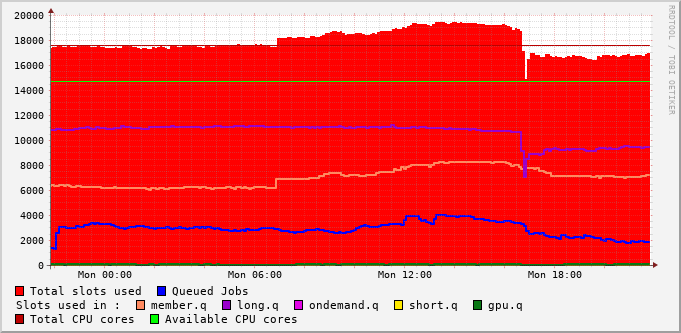 RRDTOOL / TOBI OETIKER
20000
18000
16000
14000
12000
10000
8000
6000
4000
2000
0
Mon 00:00 Mon 06:00 Mon 12:00 Mon 18:00
Total slots used Queued Jobs
Slots used in : member.q long.q ondemand.q short.q gpu.q
Total CPU cores Available CPU cores